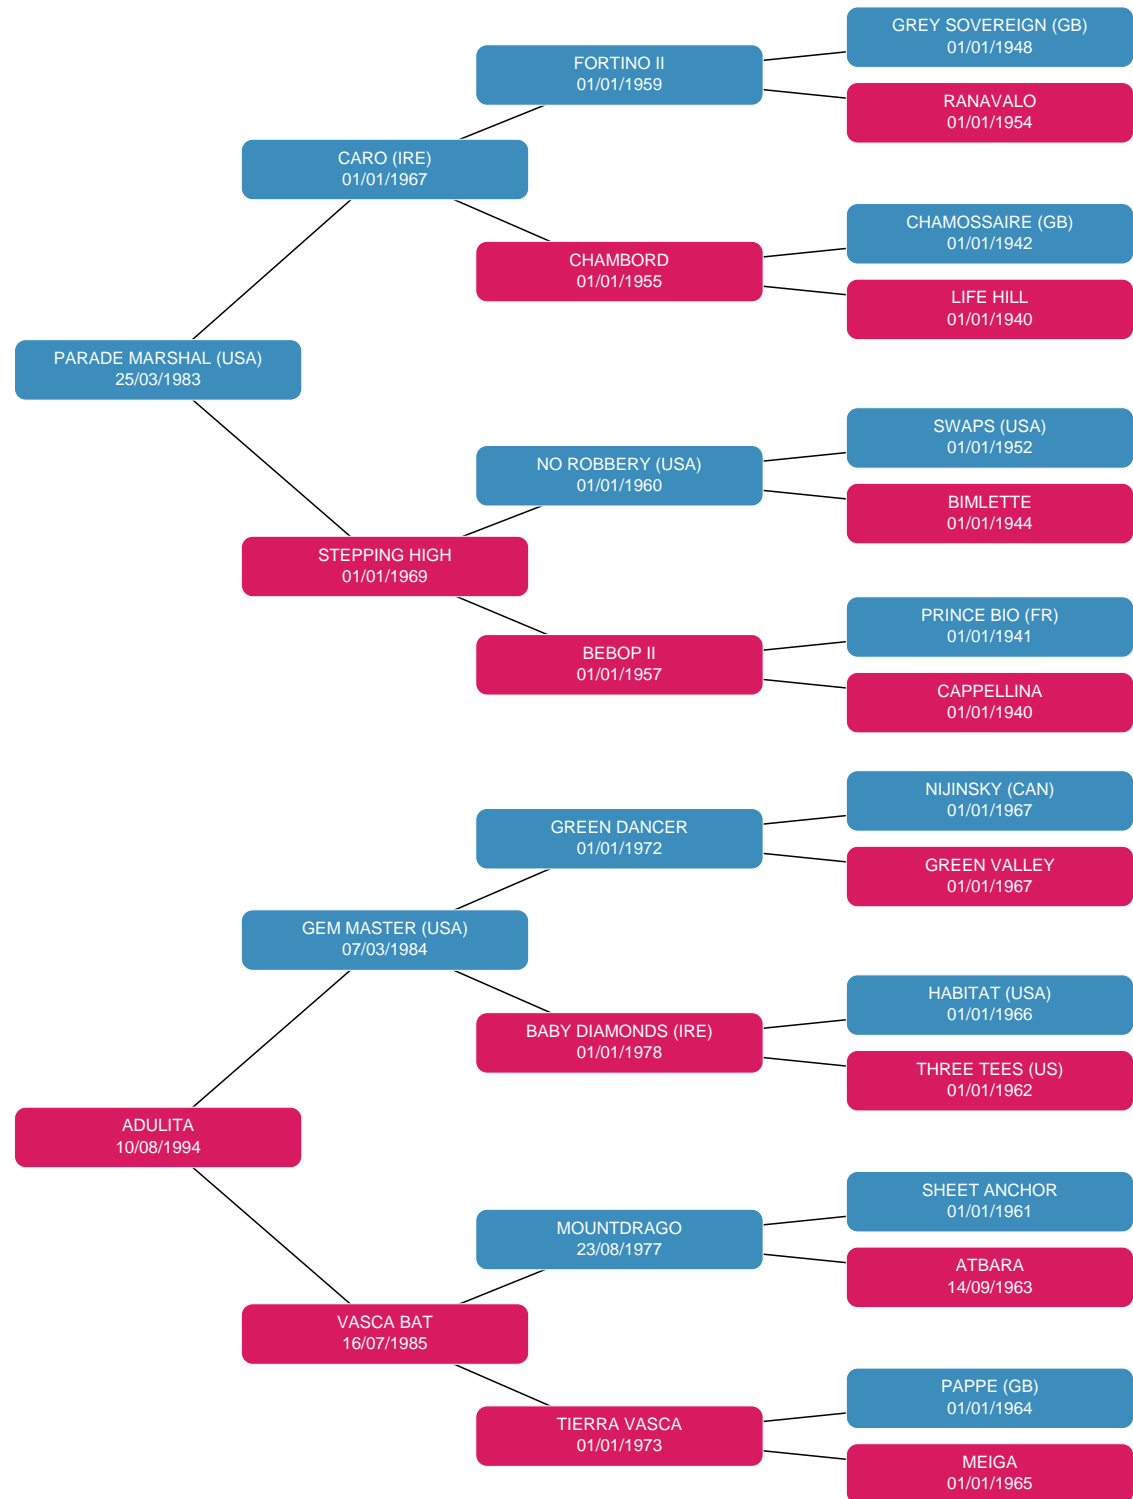 GREY SOVEREIGN (GB)
01/01/1948
FORTINO II
01/01/1959
RANAVALO
01/01/1954
CARO (IRE)
01/01/1967
CHAMOSSAIRE (GB)
01/01/1942
CHAMBORD
01/01/1955
LIFE HILL
01/01/1940
PARADE MARSHAL (USA)
25/03/1983
SWAPS (USA)
01/01/1952
NO ROBBERY (USA)
01/01/1960
BIMLETTE
01/01/1944
STEPPING HIGH
01/01/1969
PRINCE BIO (FR)
01/01/1941
BEBOP II
01/01/1957
CAPPELLINA
01/01/1940
NIJINSKY (CAN)
01/01/1967
GREEN DANCER
01/01/1972
GREEN VALLEY
01/01/1967
GEM MASTER (USA)
07/03/1984
HABITAT (USA)
01/01/1966
BABY DIAMONDS (IRE)
01/01/1978
THREE TEES (US)
01/01/1962
ADULITA
10/08/1994
SHEET ANCHOR
01/01/1961
MOUNTDRAGO
23/08/1977
ATBARA
14/09/1963
VASCA BAT
16/07/1985
PAPPE (GB)
01/01/1964
TIERRA VASCA
01/01/1973
MEIGA
01/01/1965